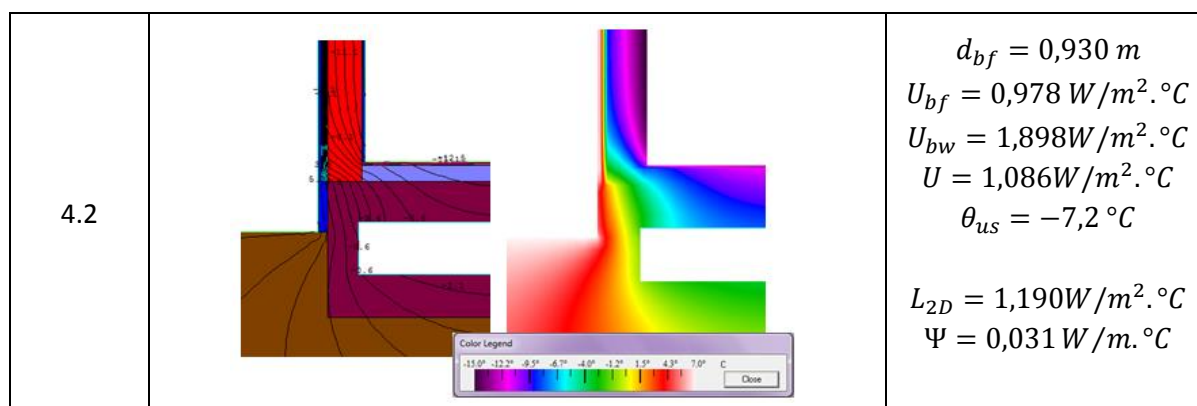 4.2
d_bf = 0,930 m
U_bf = 0,978 W/m².°C
U_bw = 1,898W/m².°C
U = 1,086W/m².°C
θ_us = −7,2 °C
L_2D = 1,190W/m².°C
Ψ = 0,031 W/m.°C
Color Legend
-15.0° -12.2° -9.5° -6.7° -4.0° -1.2° 1.5° 4.3° 7.0° C
Close